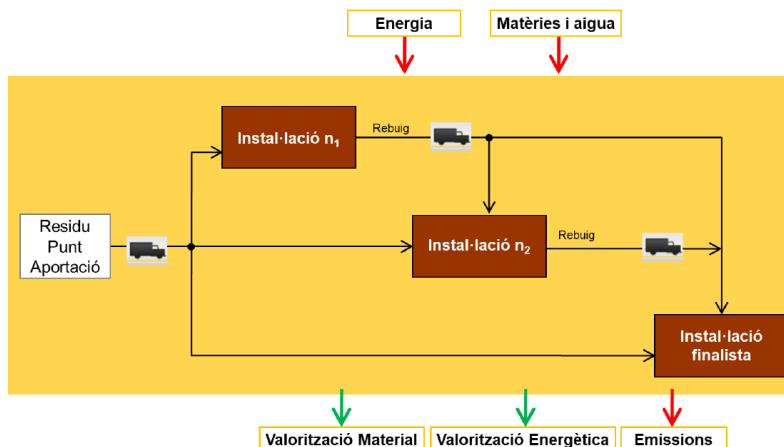 Energia
Matèries i aigua
Instal·lació n₁
Rebuig
Residu
Punt
Aportació
Instal·lació n₂
Rebuig
Instal·lació
finalista
Valorització Material
Valorització Energètica
Emissions